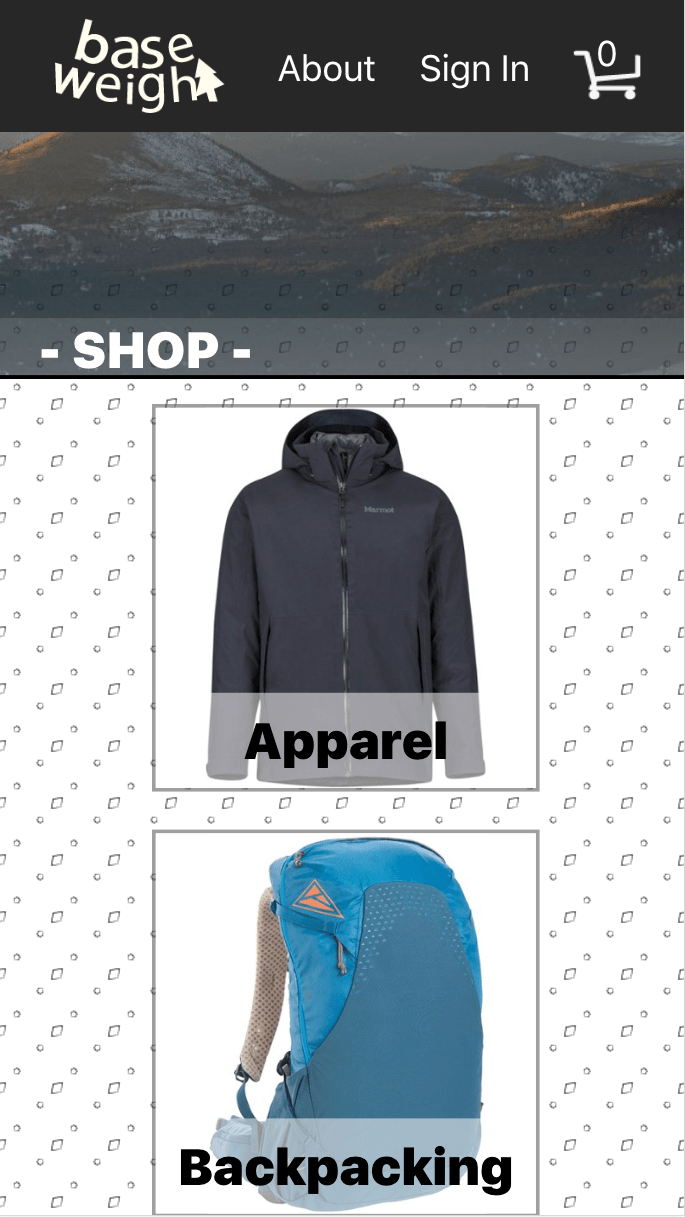 base
weigh
About
Sign In
0
- SHOP -
Marmot
Apparel
Backpacking